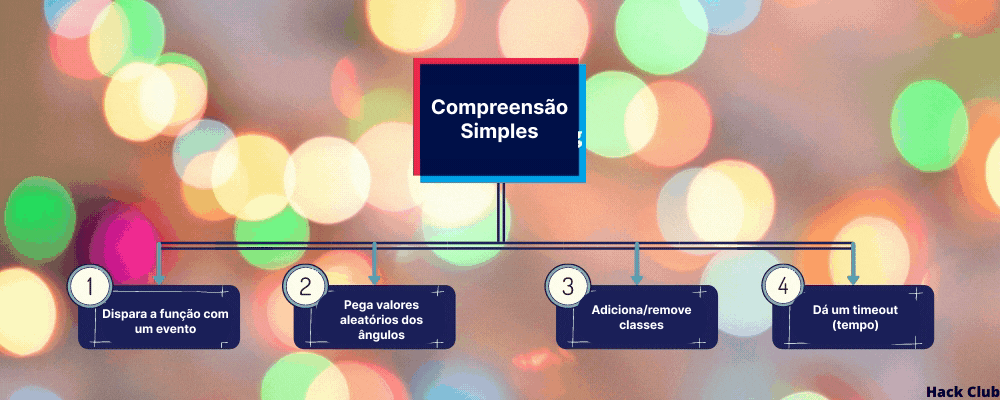 Compreensão
Simples
1
Dispara a função com
um evento
2
Pega valores
aleatórios dos
ângulos
3
Adiciona/remove
classes
4
Dá um timeout
(tempo)
Hack Club